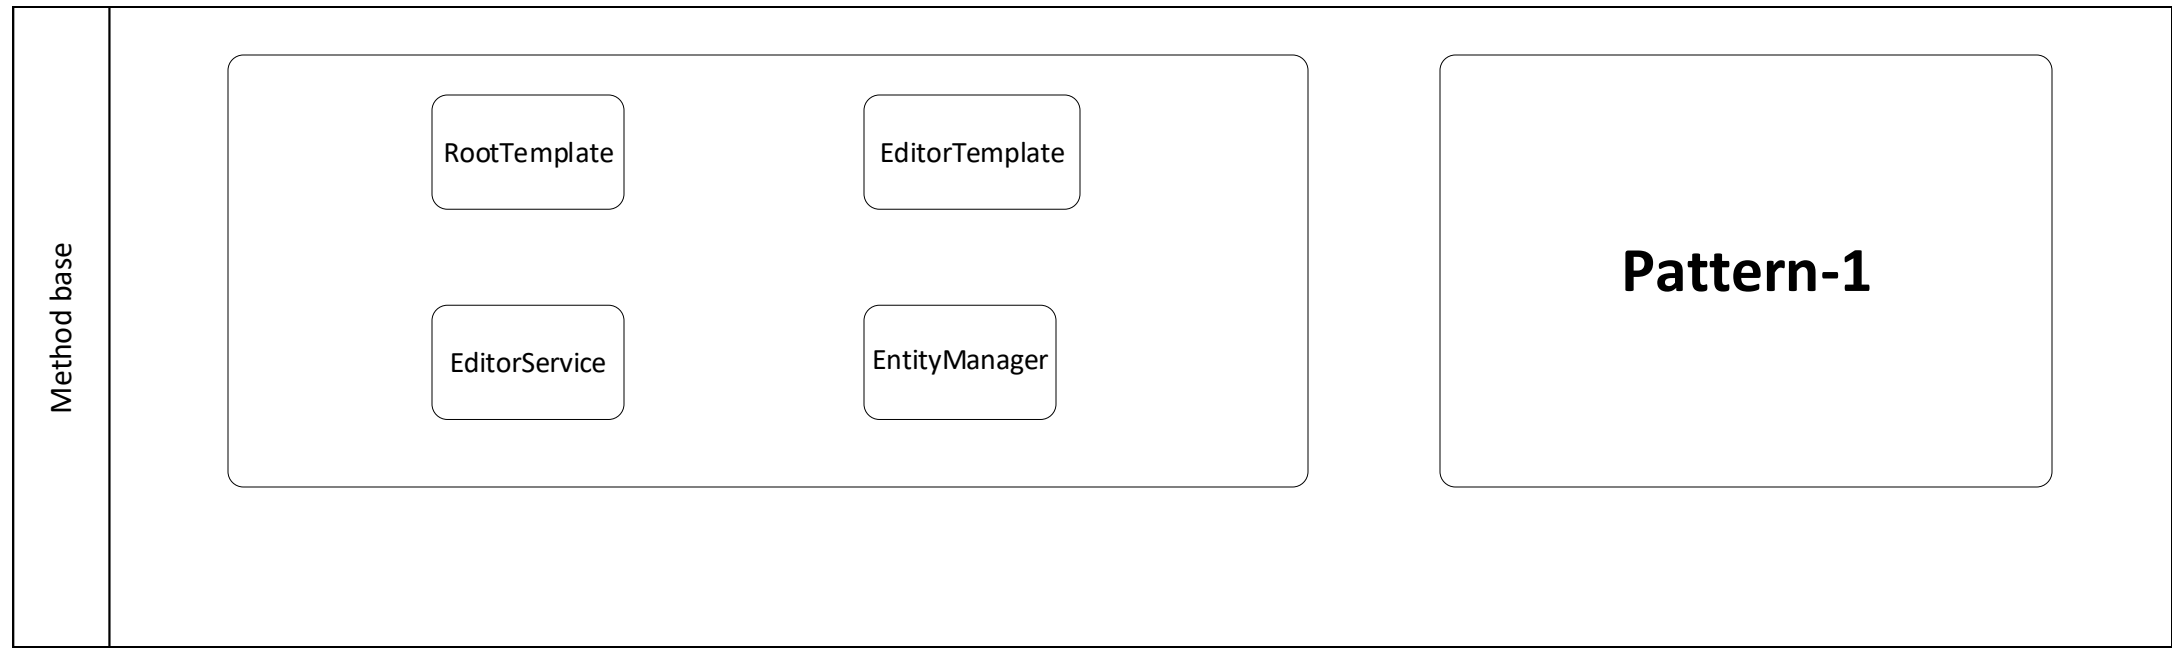 Method base
RootTemplate
EditorTemplate
EditorService
EntityManager
Pattern-1